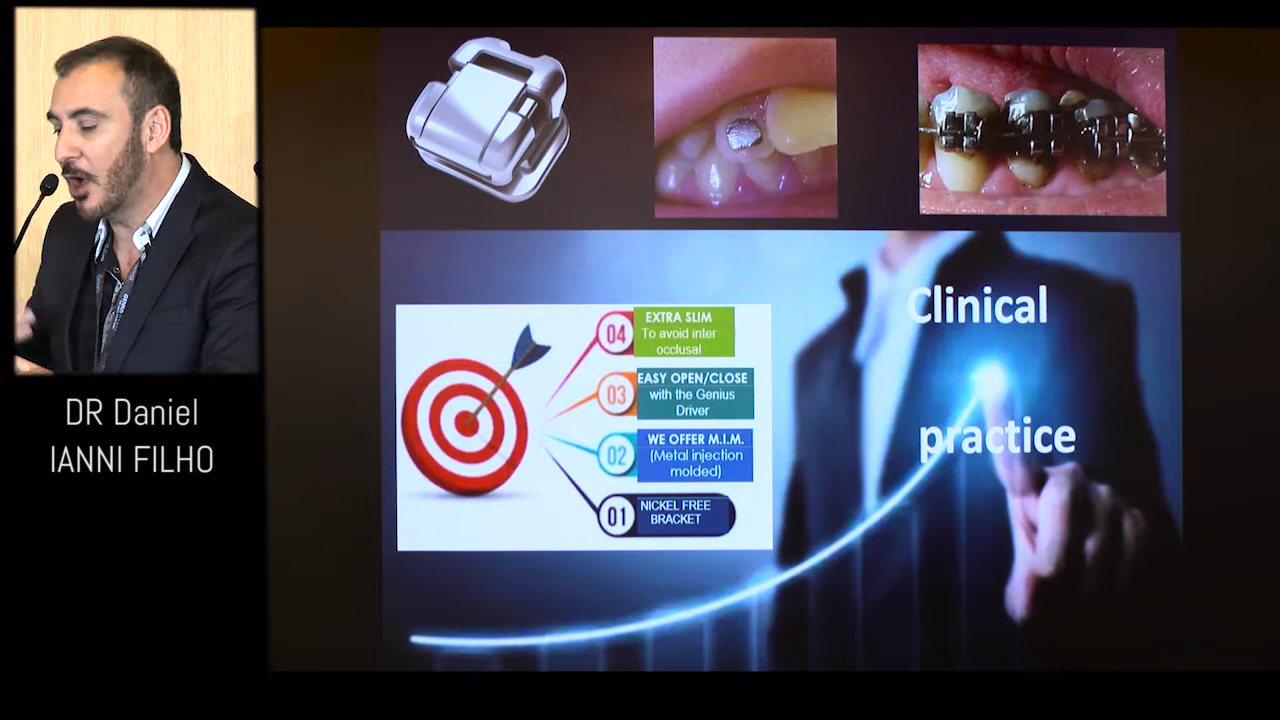 DR Daniel
IANNI FILHO
Clinical
practice
04
EXTRA SLIM
To avoid inter
occlusal
03
EASY OPEN/CLOSE
with the Genius
Driver
02
WE OFFER M.I.M.
(Metal injection
molded)
01
NICKEL FREE
BRACKET